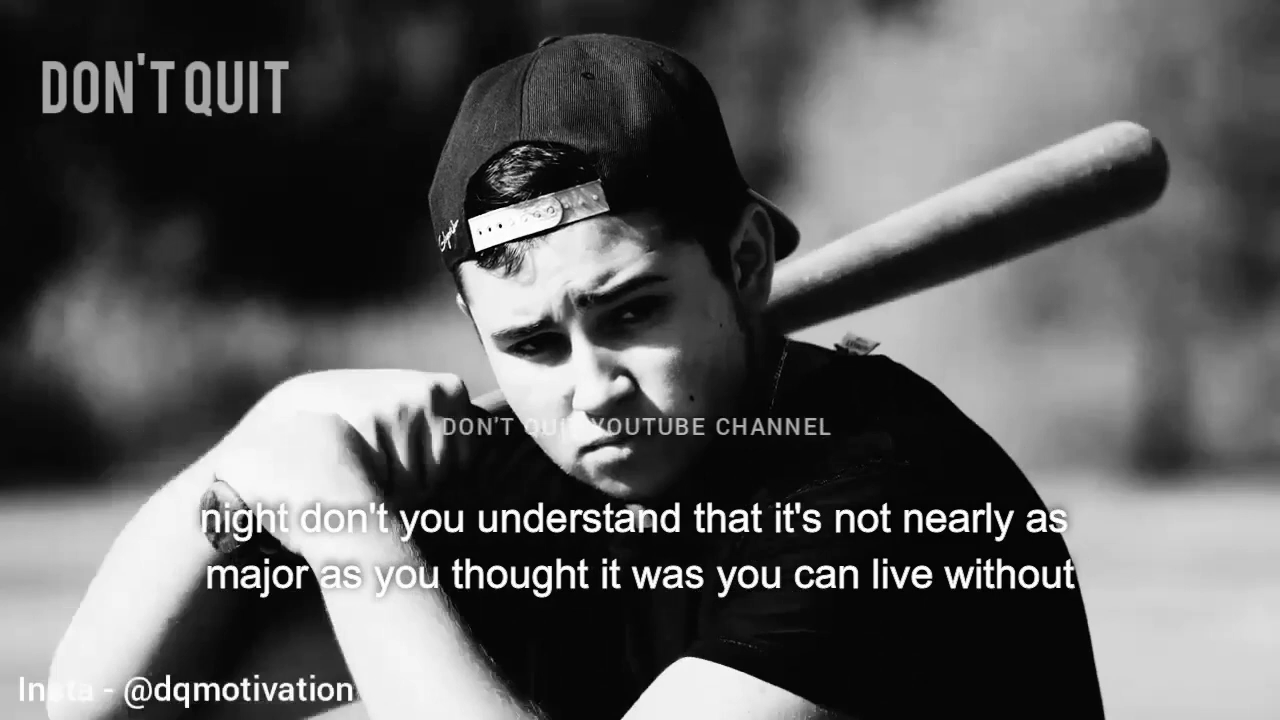 DON'T QUIT
DON'T QUIT YOUTUBE CHANNEL
night don't you understand that it's not nearly as
major as you thought it was you can live without
Insta - @dqmotivation